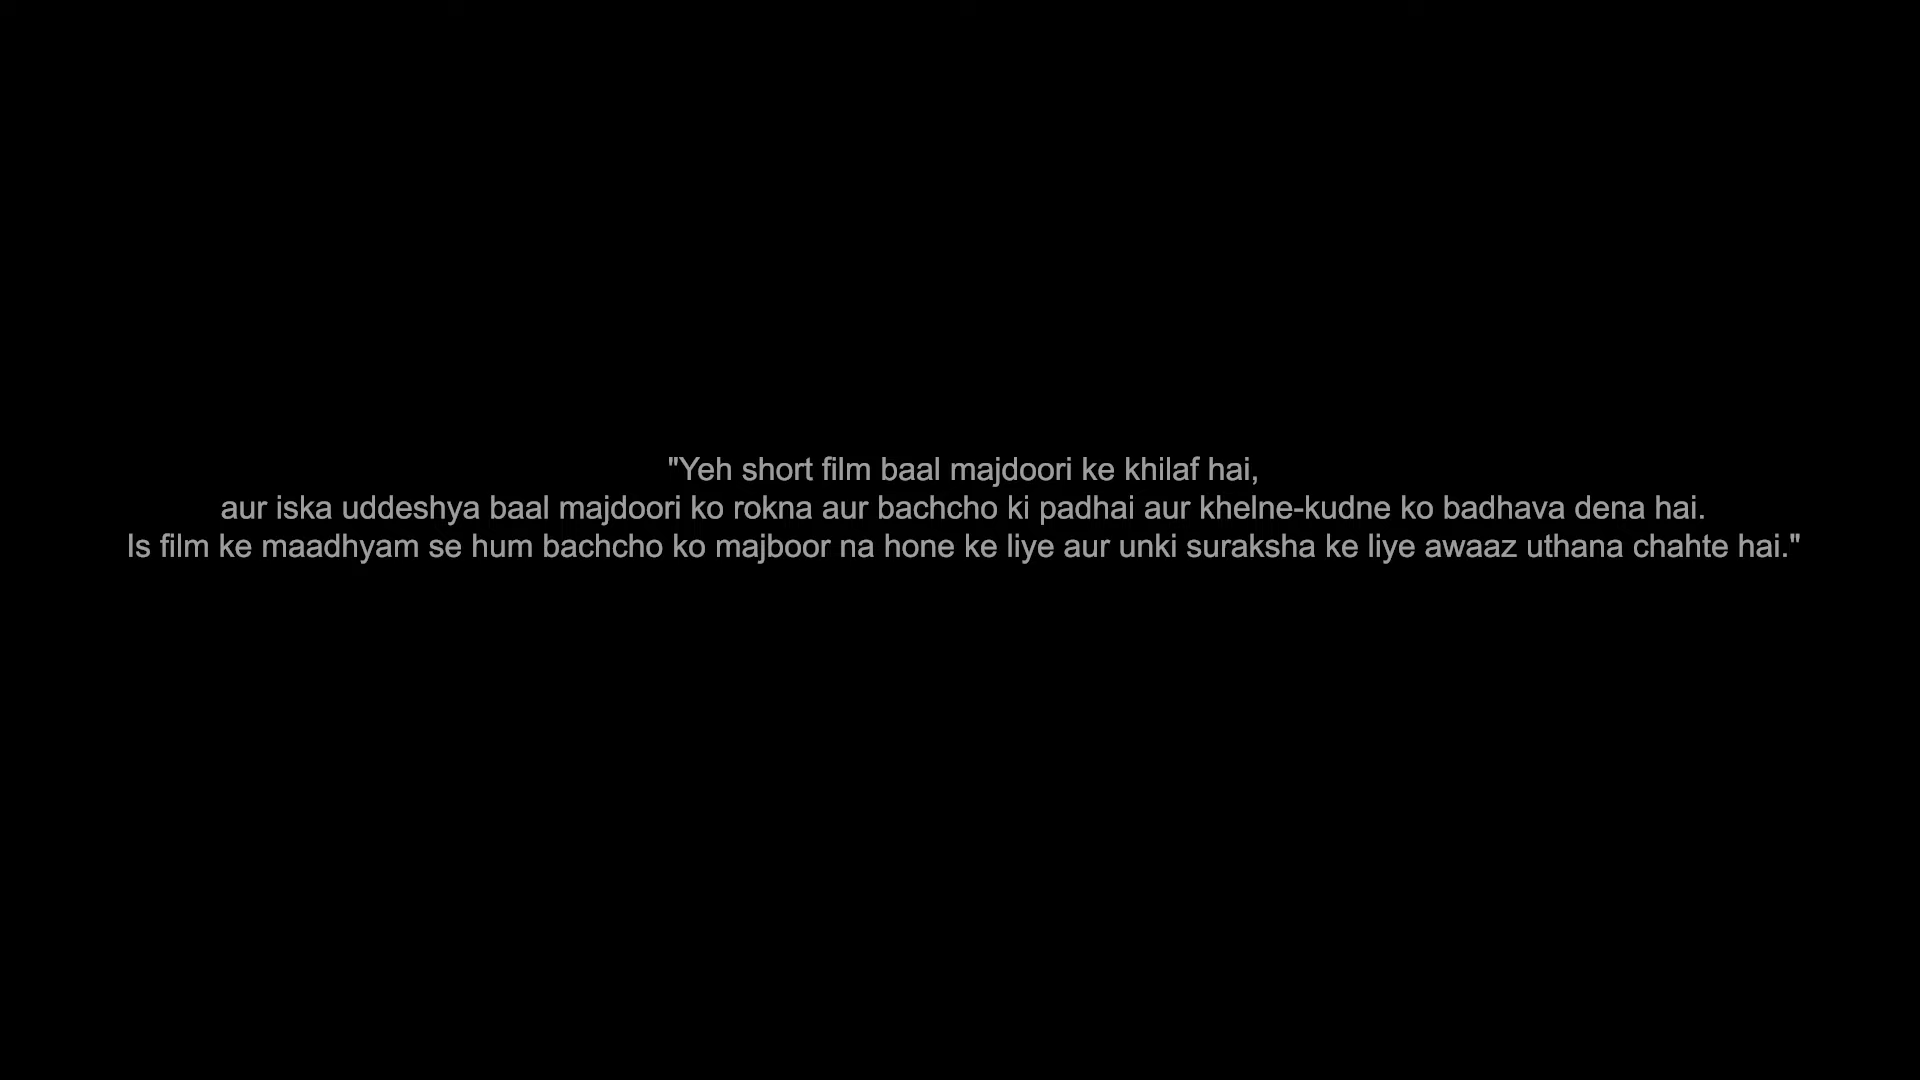 "Yeh short film baal majdoori ke khilaf hai,
aur iska uddeshya baal majdoori ko rokna aur bachcho ki padhai aur khelne-kudne ko badhava dena hai.
Is film ke maadhyam se hum bachcho ko majboor na hone ke liye aur unki suraksha ke liye awaaz uthana chahte hai."